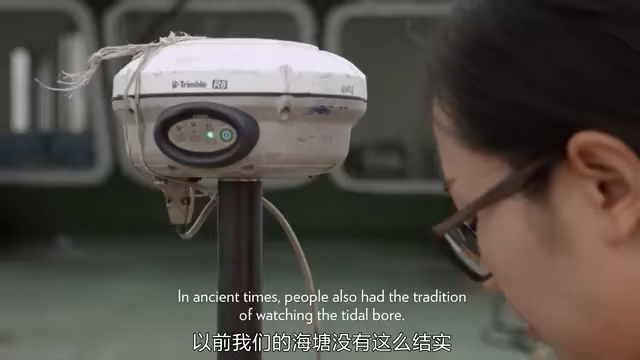 Trimble R8
GNSS
In ancient times, people also had the tradition
of watching the tidal bore.
以前我们的海塘没有这么结实